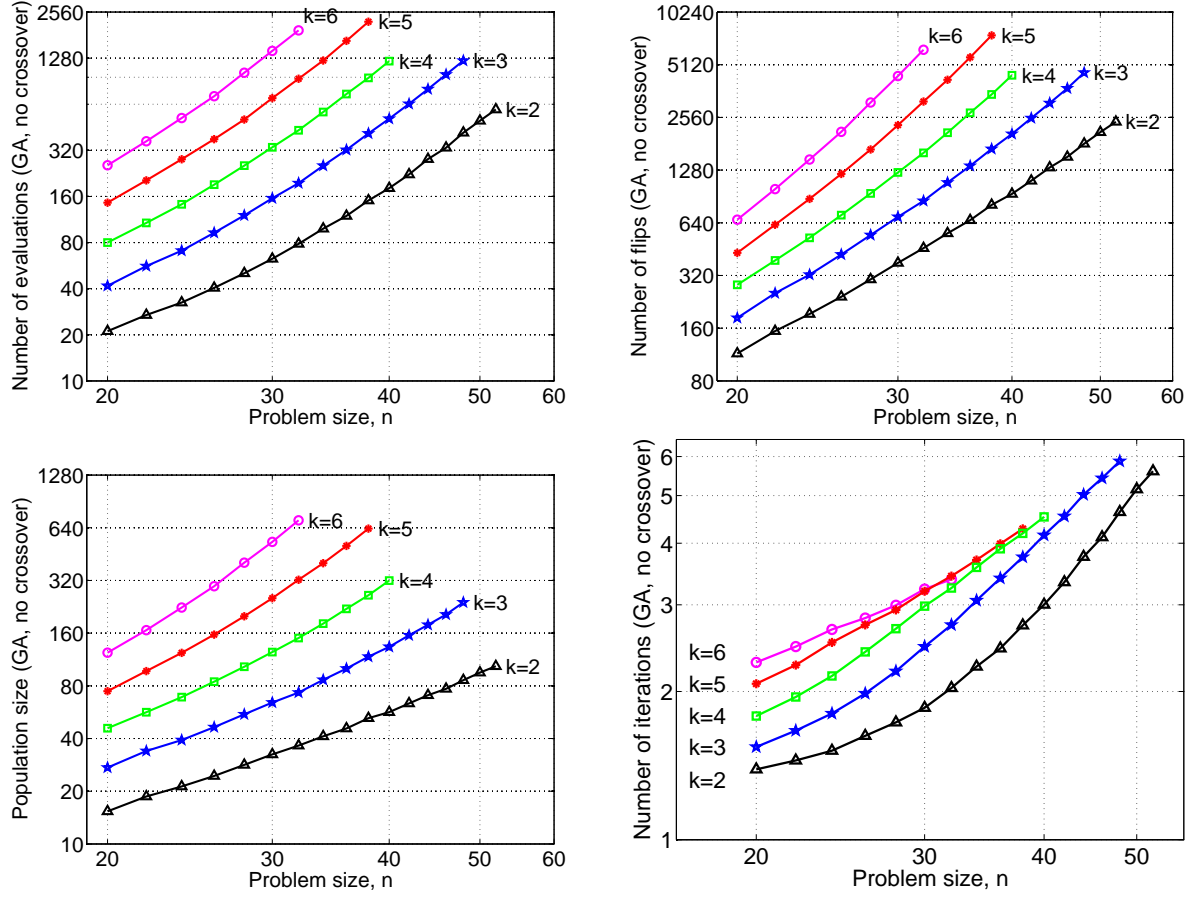 2560
1280
320
160
80
40
20
10
20
30
40
50
60
Number of evaluations (GA, no crossover)
Problem size, n
k=6
k=5
k=4
k=3
k=2
10240
5120
2560
1280
640
320
160
80
20
30
40
50
60
Number of flips (GA, no crossover)
Problem size, n
k=6
k=5
k=4
k=3
k=2
1280
640
320
160
80
40
20
10
20
30
40
50
60
Population size (GA, no crossover)
Problem size, n
k=6
k=5
k=4
k=3
k=2
6
5
4
3
2
1
20
30
40
50
Number of iterations (GA, no crossover)
Problem size, n
k=6
k=5
k=4
k=3
k=2